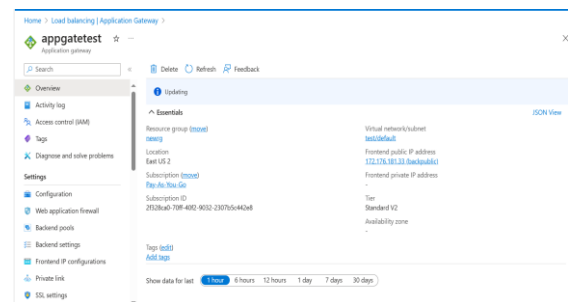 Home > Load balancing | Application Gateway >
appgatetest
Application gateway
Search
Delete Refresh Feedback
Overview
Activity log
Access control (IAM)
Tags
Diagnose and solve problems
Settings
Configuration
Web application firewall
Backend pools
Backend settings
Frontend IP configurations
Private link
SSL settings
Updating
Essentials
JSON View
Resource group (move)
newrg
Location
East US 2
Subscription (move)
Pay-As-You-Go
Subscription ID
2f328ca0-70ff-40f2-9032-2307b5c442e8
Virtual network/subnet
test/default
Frontend public IP address
172.176.181.33 (backpublic)
Frontend private IP address
-
Tier
Standard V2
Availability zone
-
Tags (edit)
Add tags
Show data for last 1 hour 6 hours 12 hours 1 day 7 days 30 days